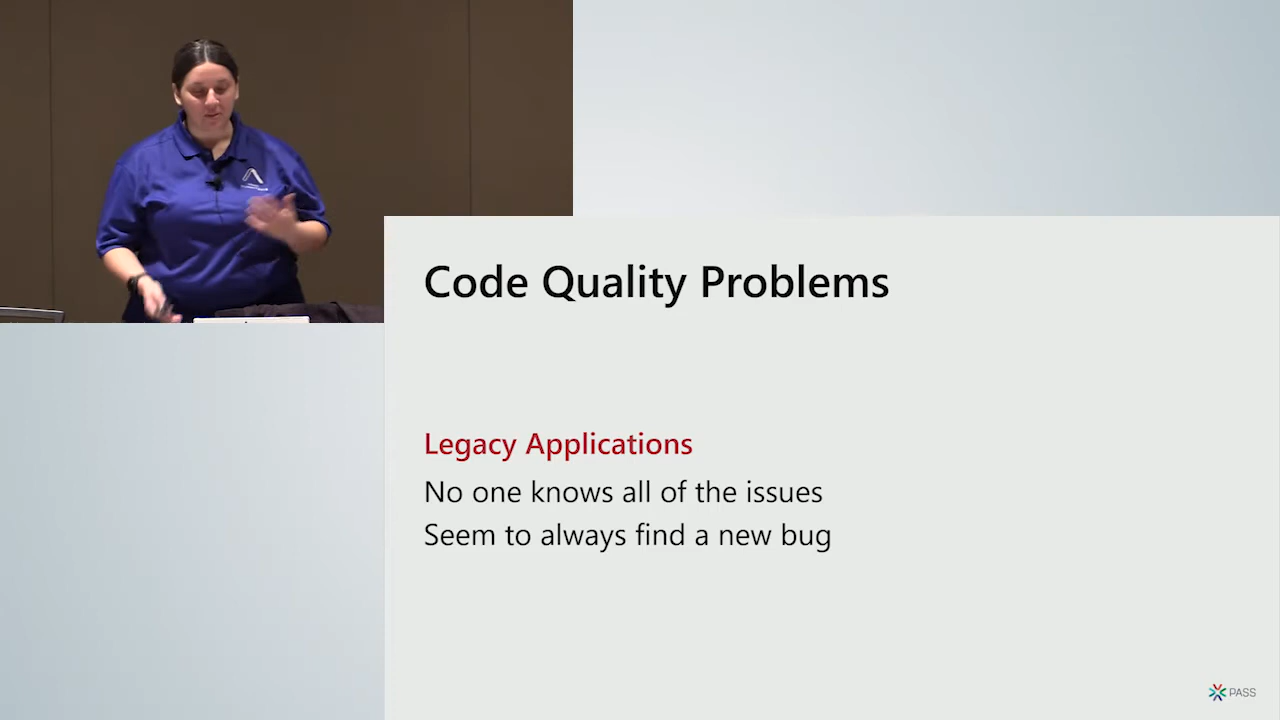 Code Quality Problems
Legacy Applications
No one knows all of the issues
Seem to always find a new bug
PASS